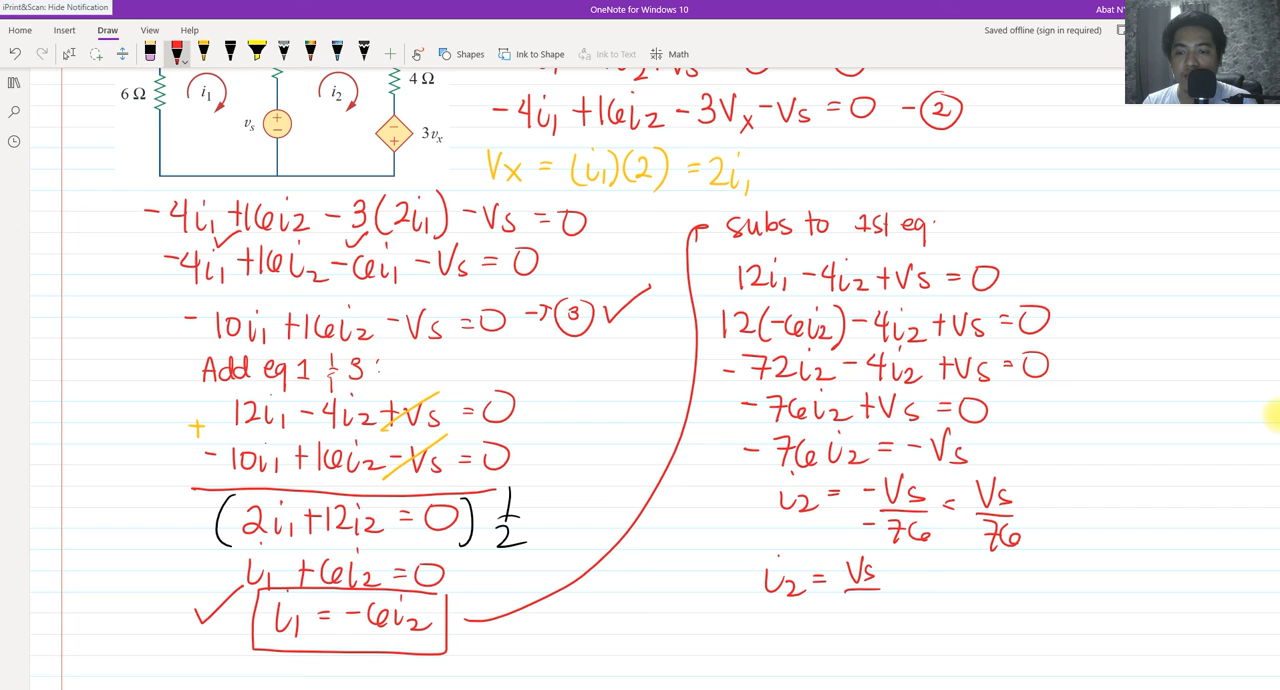 iPrint&Scan: Hide Notification
OneNote for Windows 10
Abat N
Home Insert Draw View Help
Saved offline (sign in required)
Shapes Ink to Shape Ink to Text Math
6 Ω i₁ i₂ 4 Ω
vₛ 3vₓ
-4i₁ +16i₂ -3Vx -Vs = 0 -②
Vx = (i₁)(2) = 2i₁
-4i₁ +16i₂ - 3(2i₁) -Vs = 0
-4i₁ +16i₂ -6i₁ -Vs = 0
- 10i₁ +16i₂ -Vs = 0 → ③ ✓
Add eq 1 & 3 :
12i₁ - 4i₂ +Vs = 0
+ - 10i₁ +16i₂ -Vs = 0
(2i₁ +12i₂ = 0) 1/2
i₁ +6i₂ = 0
✓ i₁ = -6i₂
subs to 1st eq.
12i₁ -4i₂ +Vs = 0
12(-6i₂) -4i₂ +Vs = 0
- 72i₂ -4i₂ +Vs = 0
- 76i₂ +Vs = 0
- 76i₂ = -Vs
i₂ = -Vs/-76 = Vs/76
i₂ = Vs